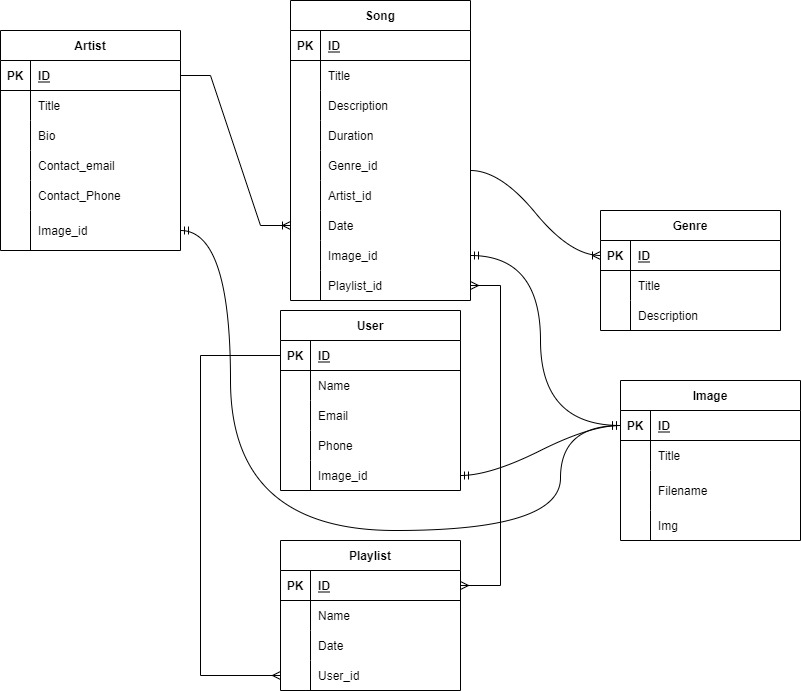 Artist
PK ID
Title
Bio
Contact_email
Contact_Phone
Image_id
Song
PK ID
Title
Description
Duration
Genre_id
Artist_id
Date
Image_id
Playlist_id
Genre
PK ID
Title
Description
User
PK ID
Name
Email
Phone
Image_id
Image
PK ID
Title
Filename
Img
Playlist
PK ID
Name
Date
User_id